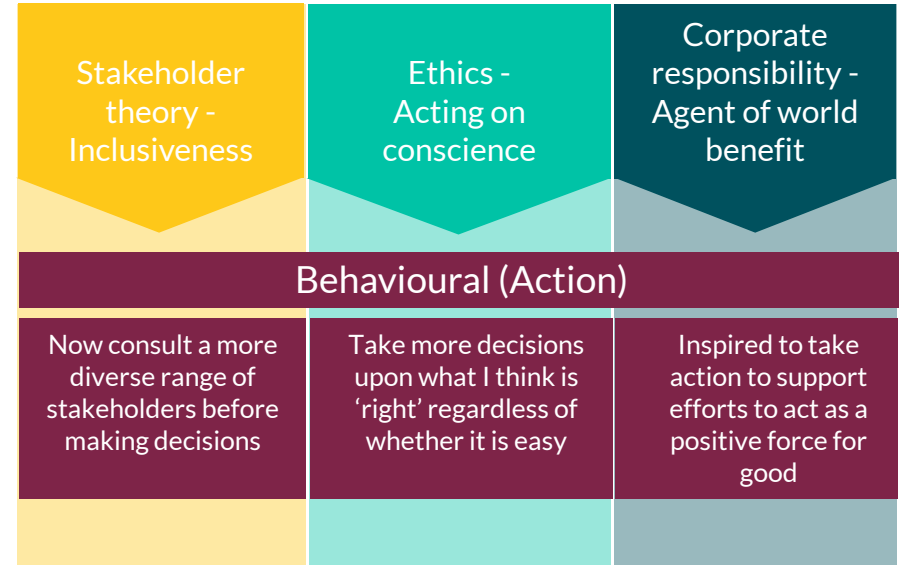 Stakeholder
theory -
Inclusiveness
Ethics -
Acting on
conscience
Corporate
responsibility -
Agent of world
benefit
Behavioural (Action)
Now consult a more
diverse range of
stakeholders before
making decisions
Take more decisions
upon what I think is
‘right’ regardless of
whether it is easy
Inspired to take
action to support
efforts to act as a
positive force for
good